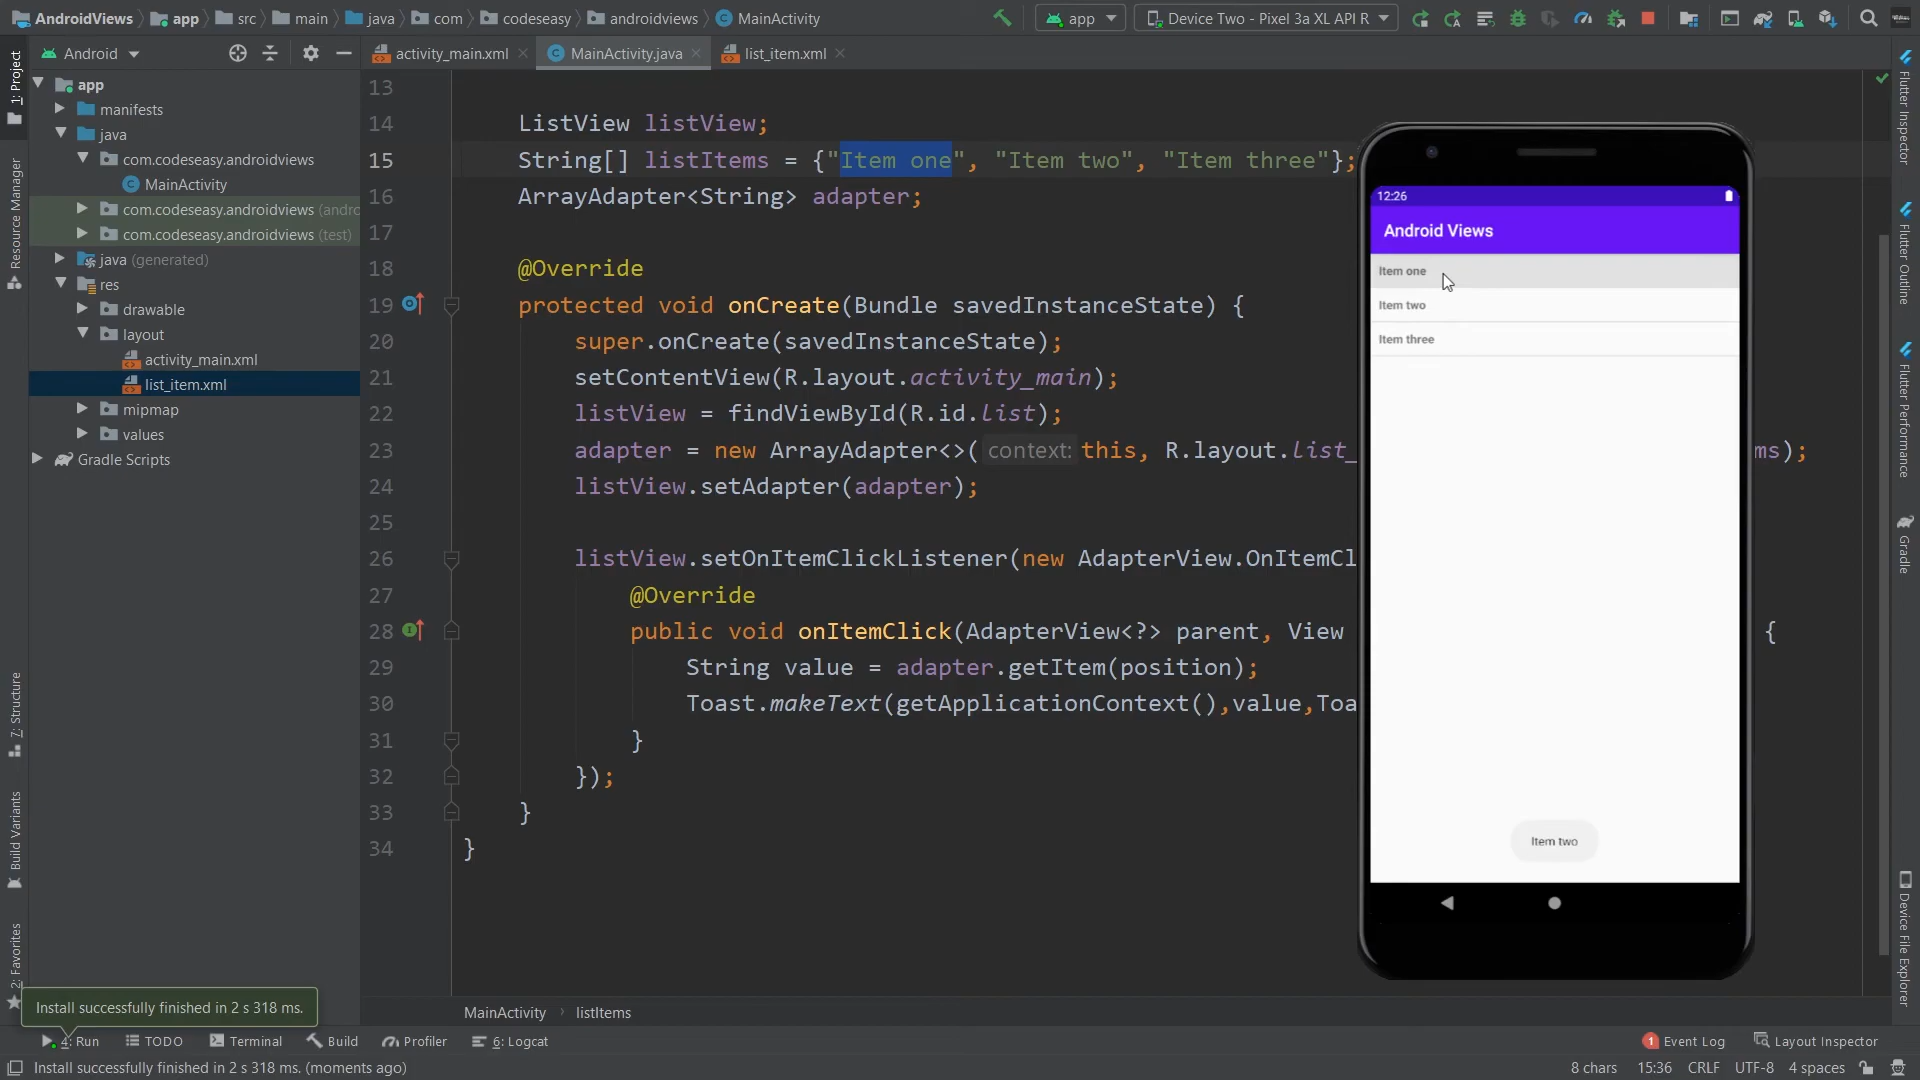 AndroidViews app src main java com codeseasy androidviews MainActivity
app
Device Two - Pixel 3a XL API R
Android
activity_main.xml
MainActivity.java
list_item.xml
1: Project
Resource Manager
7: Structure
Build Variants
2: Favorites
app
manifests
java
com.codeseasy.androidviews
MainActivity
com.codeseasy.androidviews (andro
com.codeseasy.androidviews (test)
java (generated)
res
drawable
layout
activity_main.xml
list_item.xml
mipmap
values
Gradle Scripts
13
14 ListView listView;
15 String[] listItems = {"Item one", "Item two", "Item three"};
16 ArrayAdapter<String> adapter;
17
18 @Override
19 protected void onCreate(Bundle savedInstanceState) {
20 super.onCreate(savedInstanceState);
21 setContentView(R.layout.activity_main);
22 listView = findViewById(R.id.list);
23 adapter = new ArrayAdapter<>( context: this, R.layout.list_ ms);
24 listView.setAdapter(adapter);
25
26 listView.setOnItemClickListener(new AdapterView.OnItemCl
27 @Override
28 public void onItemClick(AdapterView<?> parent, View {
29 String value = adapter.getItem(position);
30 Toast.makeText(getApplicationContext(),value,Toa
31 }
32 });
33 }
34 }
12:26
Android Views
Item one
Item two
Item three
Item two
Flutter Inspector
Flutter Outline
Flutter Performance
Gradle
Device File Explorer
MainActivity › listItems
Install successfully finished in 2 s 318 ms.
4: Run
TODO
Terminal
Build
Profiler
6: Logcat
1 Event Log
Layout Inspector
Install successfully finished in 2 s 318 ms. (moments ago)
8 chars 15:36 CRLF UTF-8 4 spaces